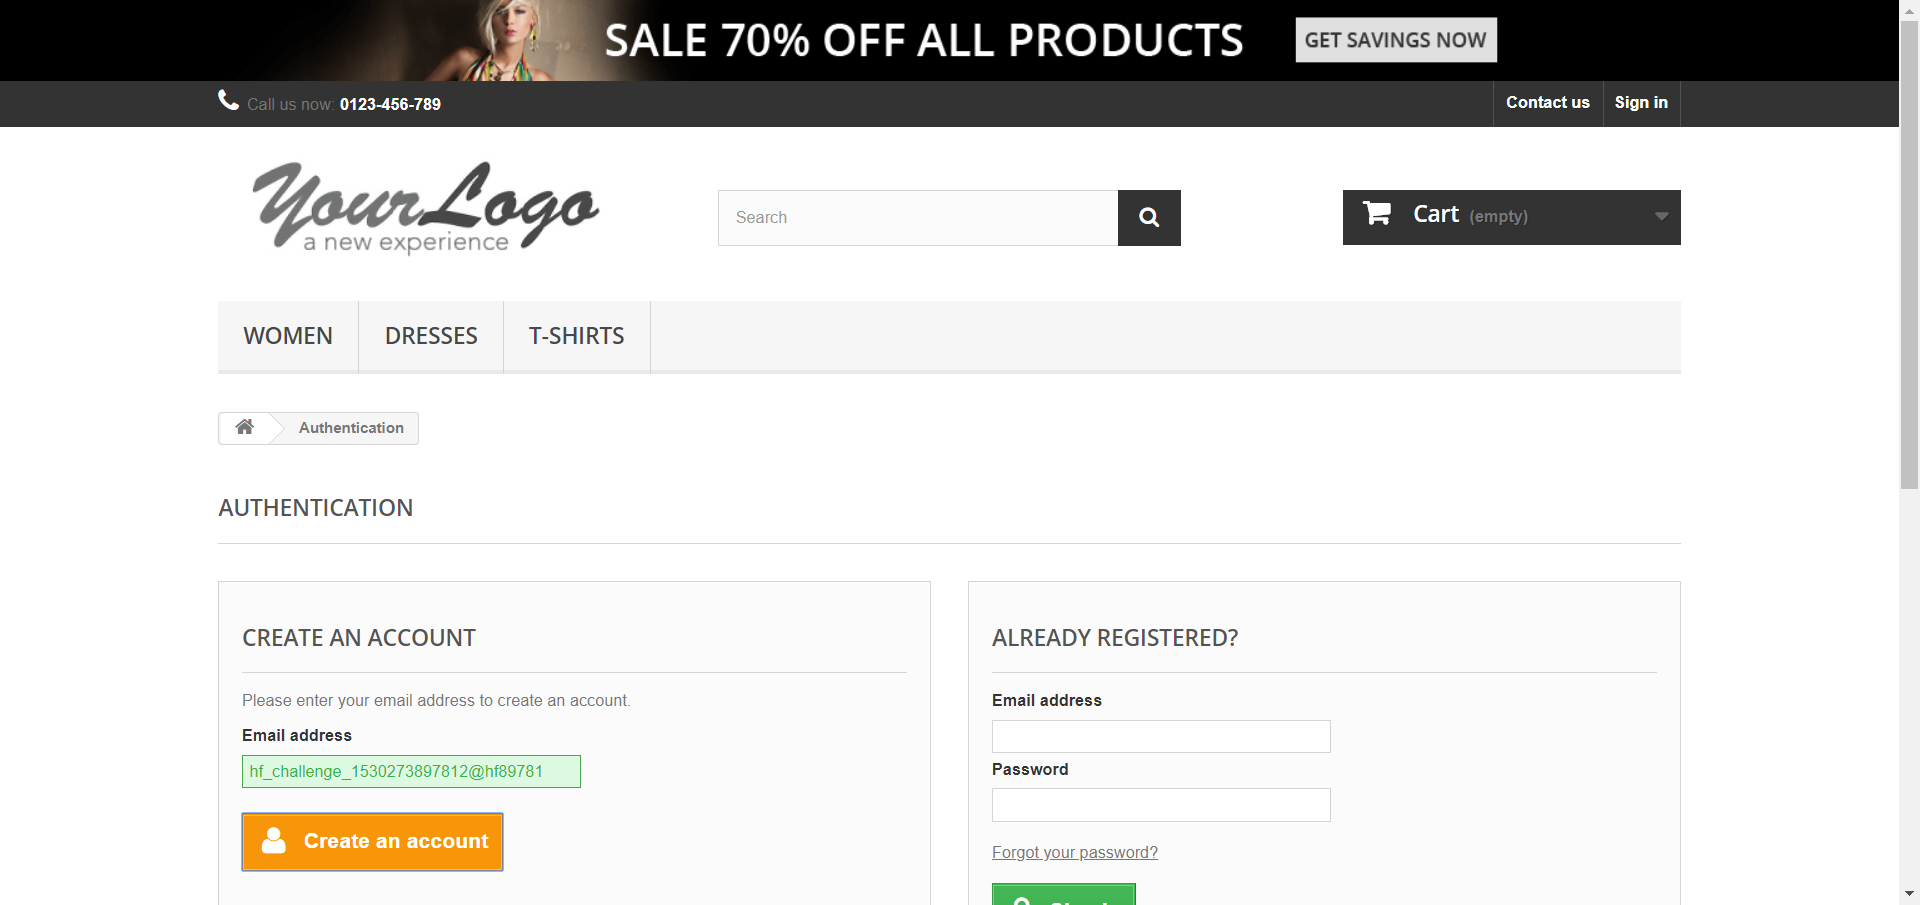 SALE 70% OFF ALL PRODUCTS GET SAVINGS NOW
Call us now: 0123-456-789 Contact us Sign in
YourLogo
a new experience
Search
Cart (empty)
WOMEN DRESSES T-SHIRTS
Authentication
AUTHENTICATION
CREATE AN ACCOUNT
Please enter your email address to create an account.
Email address
hf_challenge_1530273897812@hf89781
Create an account
ALREADY REGISTERED?
Email address
Password
Forgot your password?